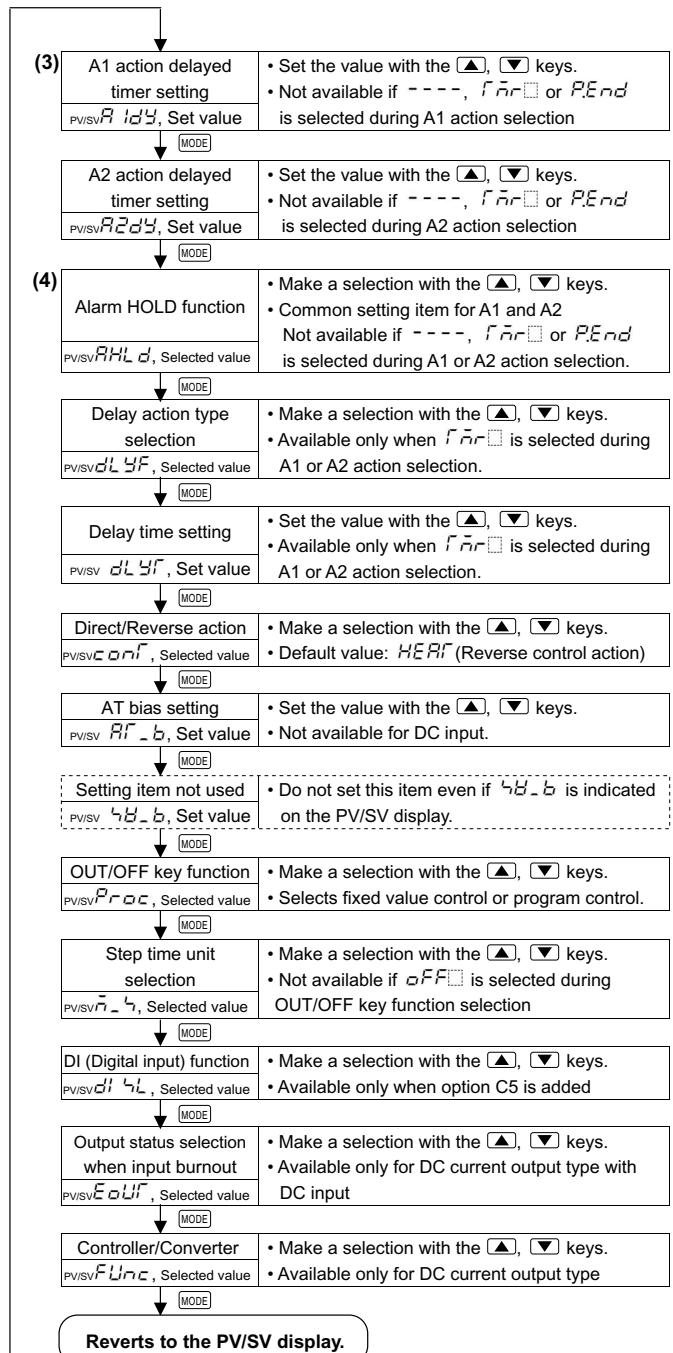 (3) A1 action delayed
timer setting
PV/SV A1dY, Set value
• Set the value with the ▲, ▼ keys.
• Not available if ----, TMR□ or P.End
is selected during A1 action selection
MODE
A2 action delayed
timer setting
PV/SV A2dY, Set value
• Set the value with the ▲, ▼ keys.
• Not available if ----, TMR□ or P.End
is selected during A2 action selection
MODE
(4) Alarm HOLD function
PV/SV AHLd, Selected value
• Make a selection with the ▲, ▼ keys.
• Common setting item for A1 and A2
Not available if ----, TMR□ or P.End
is selected during A1 or A2 action selection.
MODE
Delay action type
selection
PV/SV dLYF, Selected value
• Make a selection with the ▲, ▼ keys.
• Available only when TMR□ is selected during
A1 or A2 action selection.
MODE
Delay time setting
PV/SV dLYT, Set value
• Set the value with the ▲, ▼ keys.
• Available only when TMR□ is selected during
A1 or A2 action selection.
MODE
Direct/Reverse action
PV/SV conT, Selected value
• Make a selection with the ▲, ▼ keys.
• Default value: HEAT (Reverse control action)
MODE
AT bias setting
PV/SV AT_b, Set value
• Set the value with the ▲, ▼ keys.
• Not available for DC input.
MODE
Setting item not used
PV/SV SV_b, Set value
• Do not set this item even if SV_b is indicated
on the PV/SV display.
MODE
OUT/OFF key function
PV/SV Proc, Selected value
• Make a selection with the ▲, ▼ keys.
• Selects fixed value control or program control.
MODE
Step time unit
selection
PV/SV M_S, Selected value
• Make a selection with the ▲, ▼ keys.
• Not available if oFF□ is selected during
OUT/OFF key function selection
MODE
DI (Digital input) function
PV/SV dISL, Selected value
• Make a selection with the ▲, ▼ keys.
• Available only when option C5 is added
MODE
Output status selection
when input burnout
PV/SV EoUT, Selected value
• Make a selection with the ▲, ▼ keys.
• Available only for DC current output type with
DC input
MODE
Controller/Converter
PV/SV FUnc, Selected value
• Make a selection with the ▲, ▼ keys.
• Available only for DC current output type
MODE
Reverts to the PV/SV display.